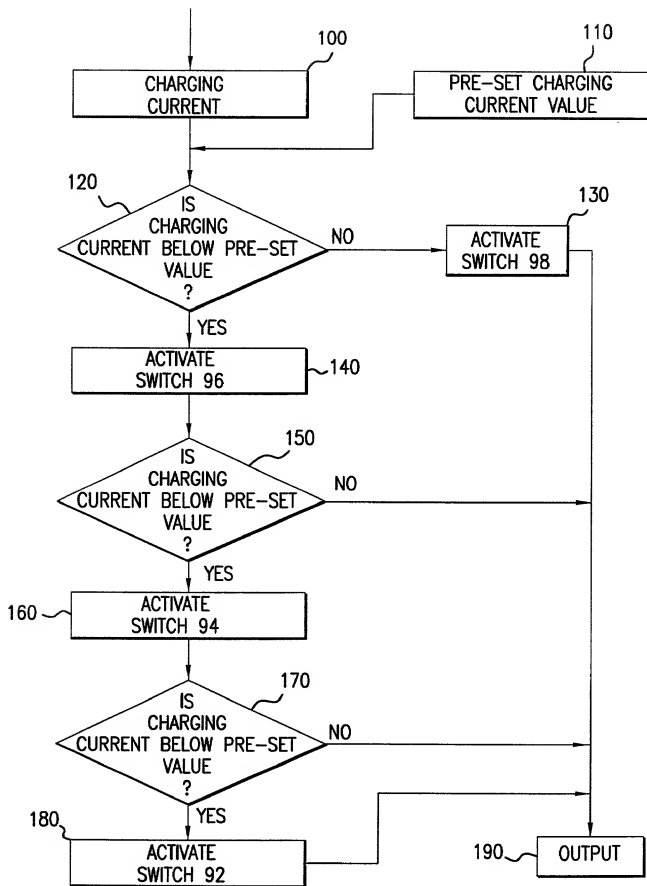 100
CHARGING
CURRENT
110
PRE-SET CHARGING
CURRENT VALUE
120
IS
CHARGING
CURRENT BELOW PRE-SET
VALUE
?
NO
130
ACTIVATE
SWITCH 98
YES
ACTIVATE
SWITCH 96
140
150
IS
CHARGING
CURRENT BELOW PRE-SET
VALUE
?
NO
YES
160
ACTIVATE
SWITCH 94
170
IS
CHARGING
CURRENT BELOW PRE-SET
VALUE
?
NO
YES
180
ACTIVATE
SWITCH 92
190
OUTPUT